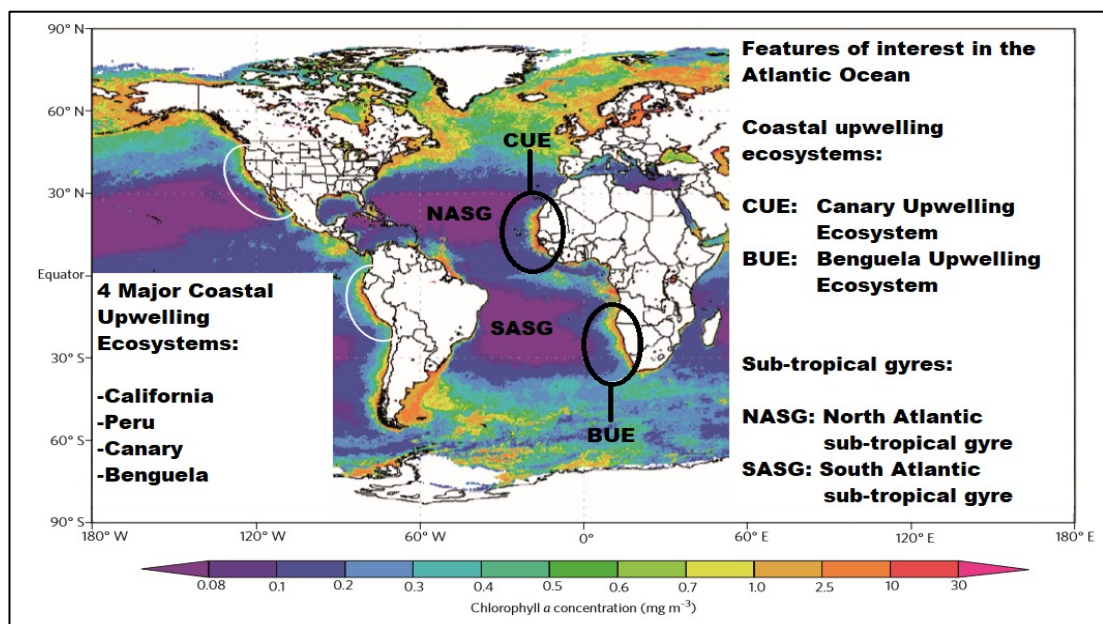 90° N
60° N
30° N
Equator
30° S
60° S
90° S
180° W
120° W
60° W
0°
60° E
120° E
180° E
CUE
NASG
SASG
BUE
4 Major Coastal
Upwelling
Ecosystems:
-California
-Peru
-Canary
-Benguela
Features of interest in the
Atlantic Ocean
Coastal upwelling
ecosystems:
CUE: Canary Upwelling
Ecosystem
BUE: Benguela Upwelling
Ecosystem
Sub-tropical gyres:
NASG: North Atlantic
sub-tropical gyre
SASG: South Atlantic
sub-tropical gyre
0.08 0.1 0.2 0.3 0.4 0.5 0.6 0.7 1.0 2.5 10 30
Chlorophyll a concentration (mg m⁻³)